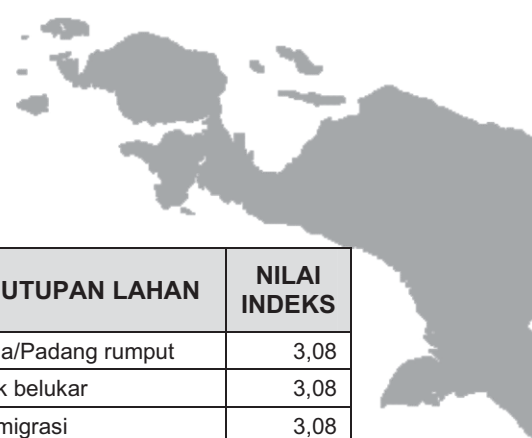 UTUPAN LAHAN NILAI INDEKS
a/Padang rumput 3,08
k belukar 3,08
migrasi 3,08